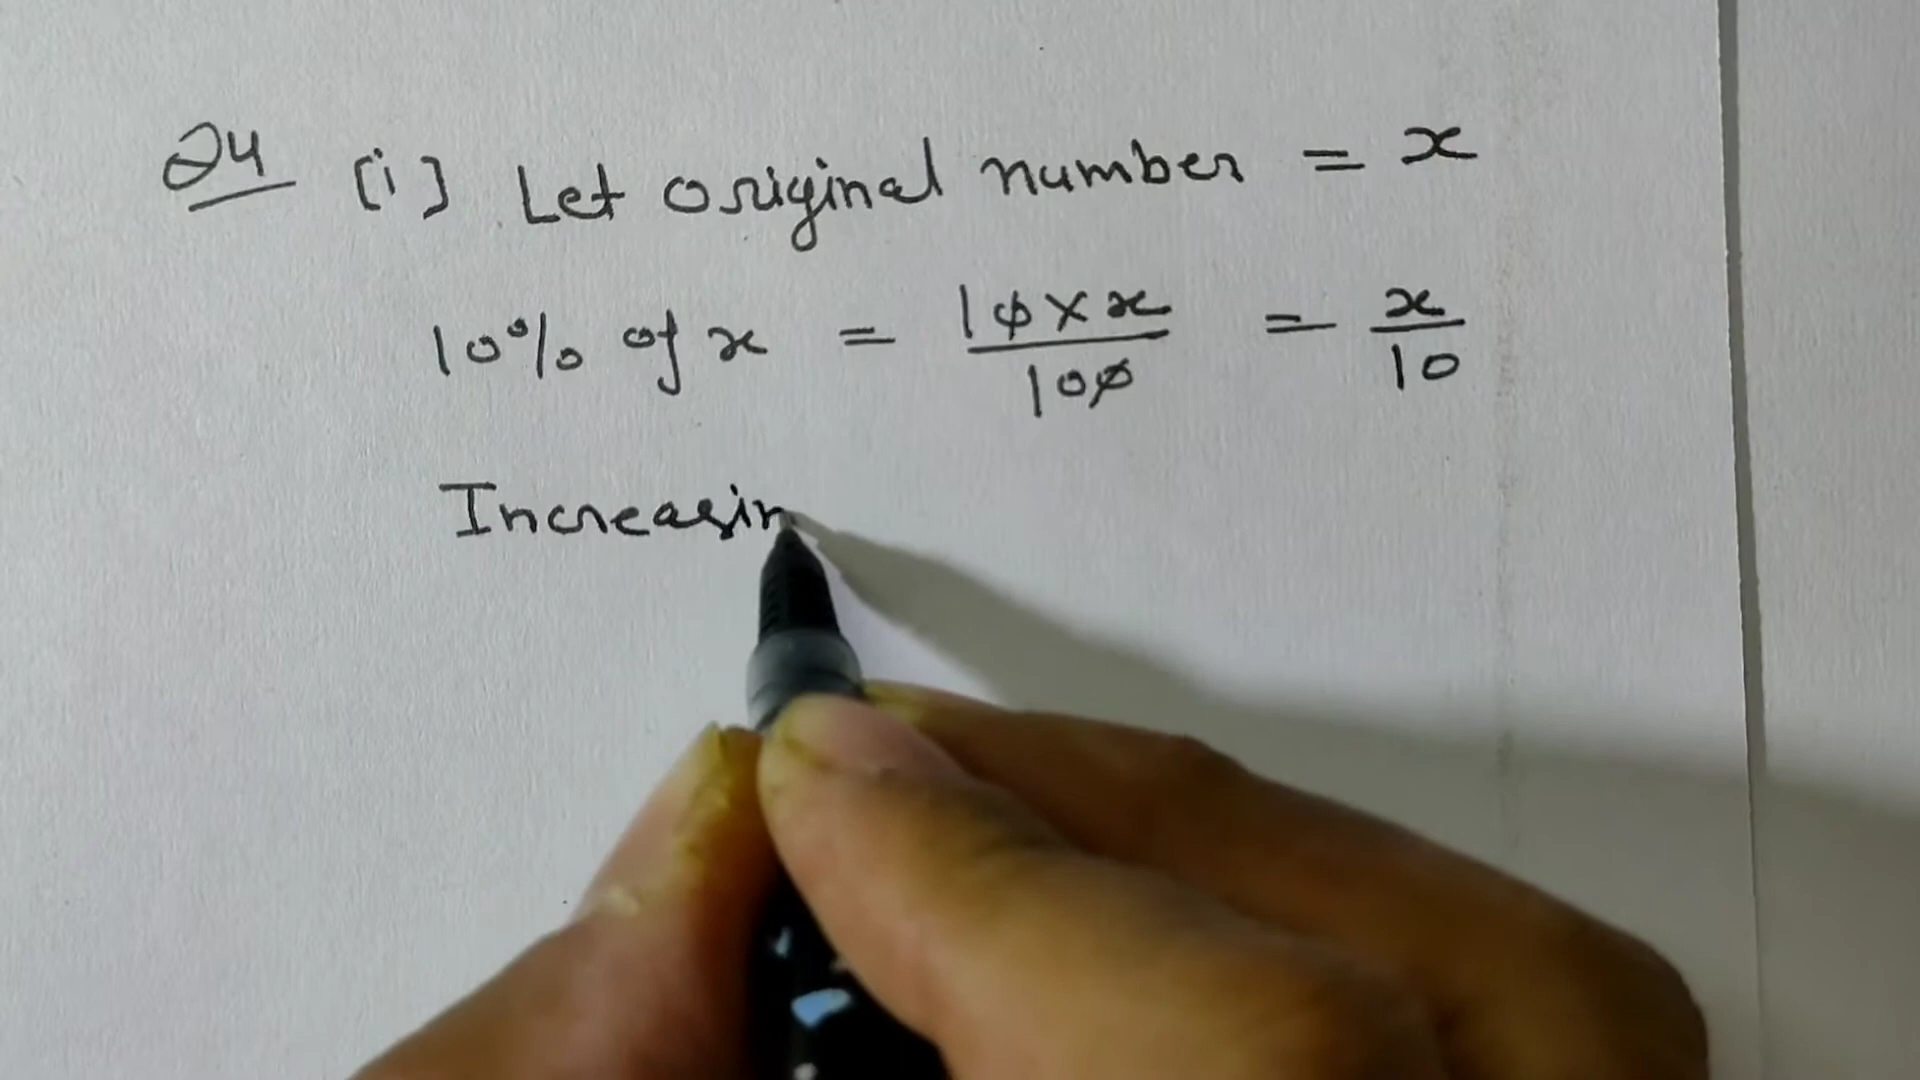 Q4 [i] Let original number = x
10% of x = 10 × x / 100 = x / 10
Increasin